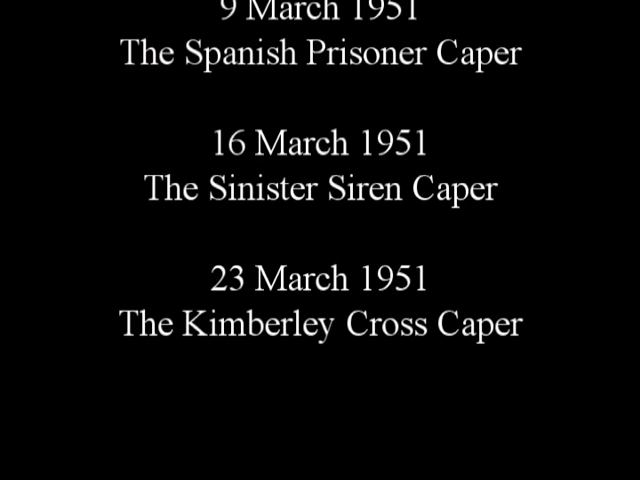 9 March 1951
The Spanish Prisoner Caper
16 March 1951
The Sinister Siren Caper
23 March 1951
The Kimberley Cross Caper